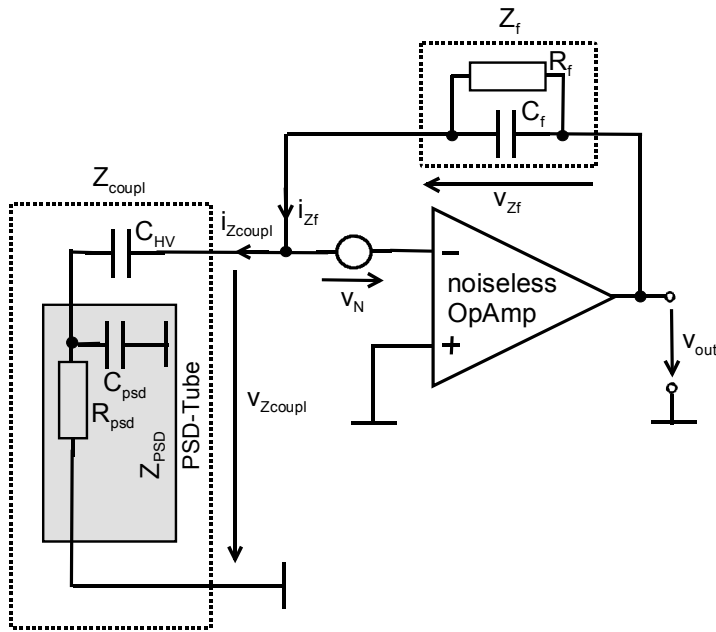 Z_f
R_f
C_f
v_Zf
Z_coupl
i_Zcoupl
i_Zf
C_HV
v_N
−
noiseless
OpAmp
+
v_out
C_psd
R_psd
Z_PSD
PSD-Tube
v_Zcoupl